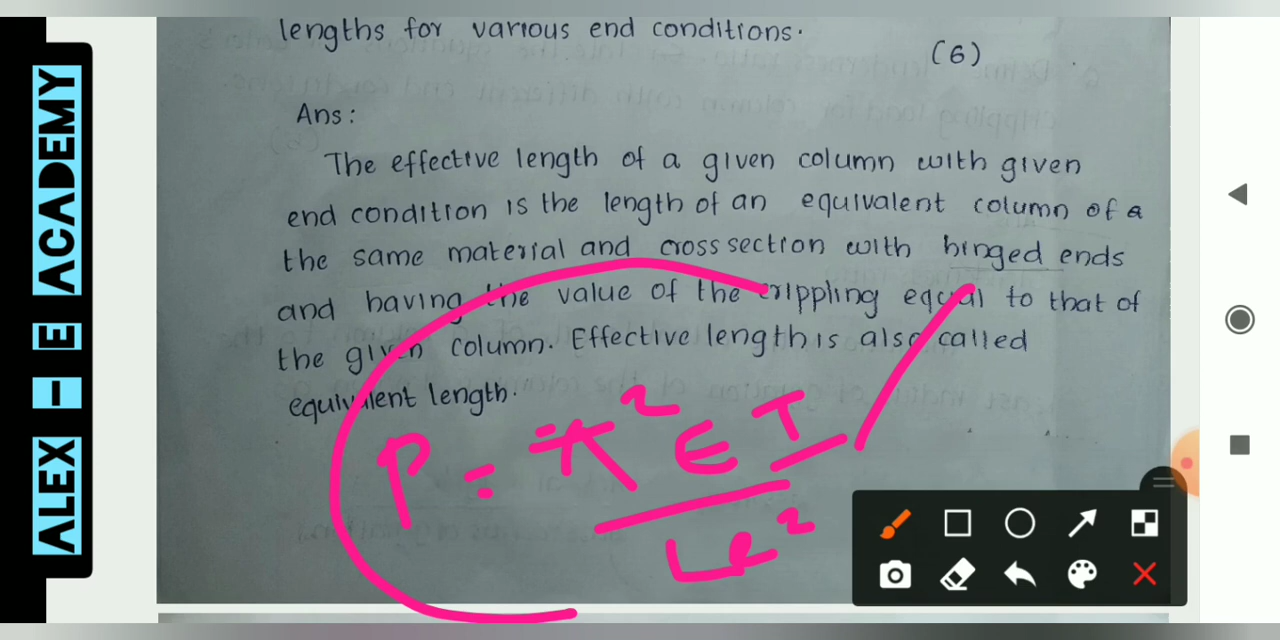 ALEX - E ACADEMY
lengths for various end conditions.
(6)
Ans:
The effective length of a given column with given
end condition is the length of an equivalent column of a
the same material and cross section with hinged ends
and having the value of the crippling equal to that of
the given column. Effective length is also called
equivalent length.
P = π² E I
Le²